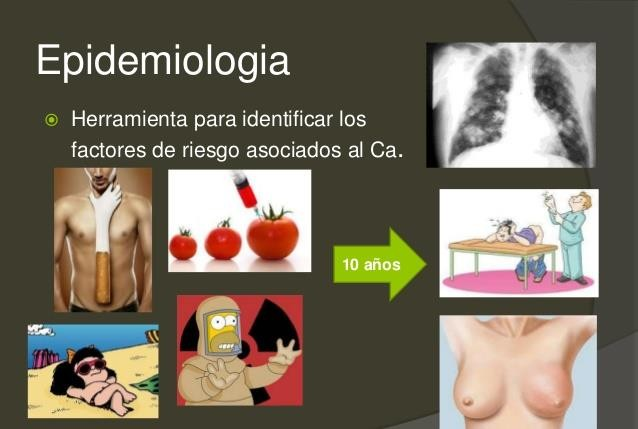 Epidemiologia
Herramienta para identificar los
factores de riesgo asociados al Ca.
10 años